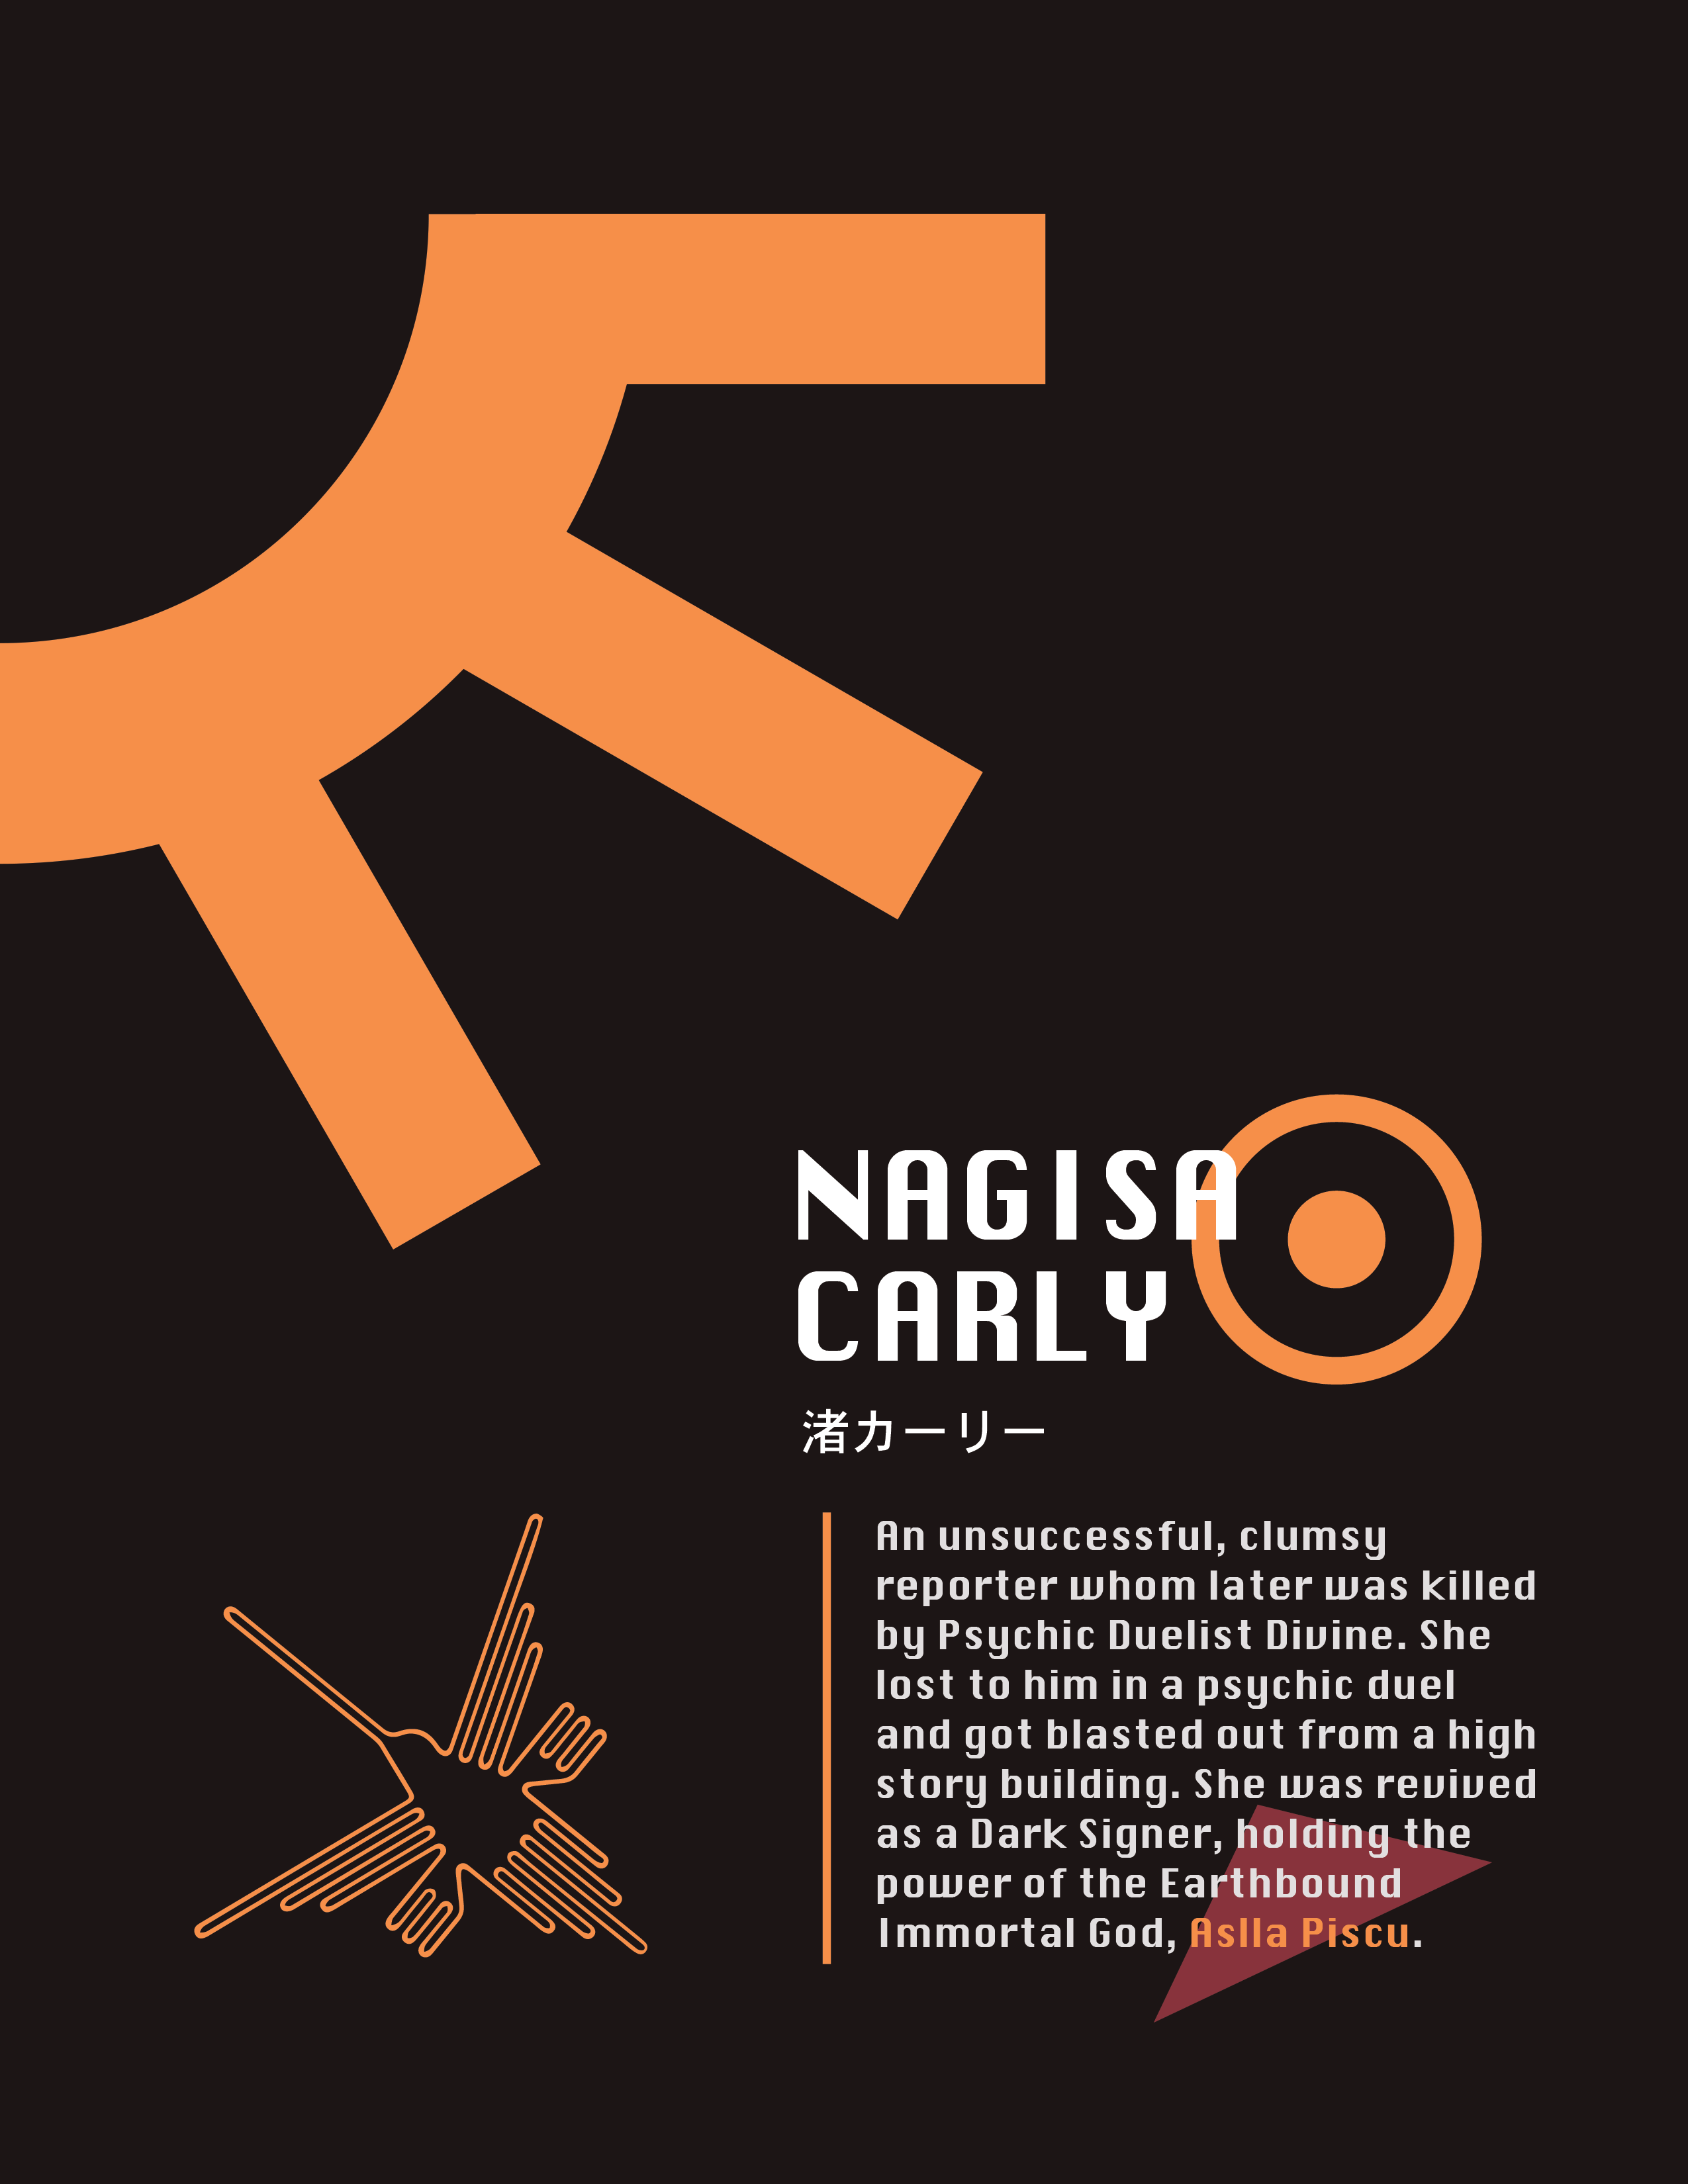 NAGISA
CARLY
渚カーリー
An unsuccessful, clumsy
reporter whom later was killed
by Psychic Duelist Divine. She
lost to him in a psychic duel
and got blasted out from a high
story building. She was revived
as a Dark Signer, holding the
power of the Earthbound
Immortal God, Aslla Piscu.